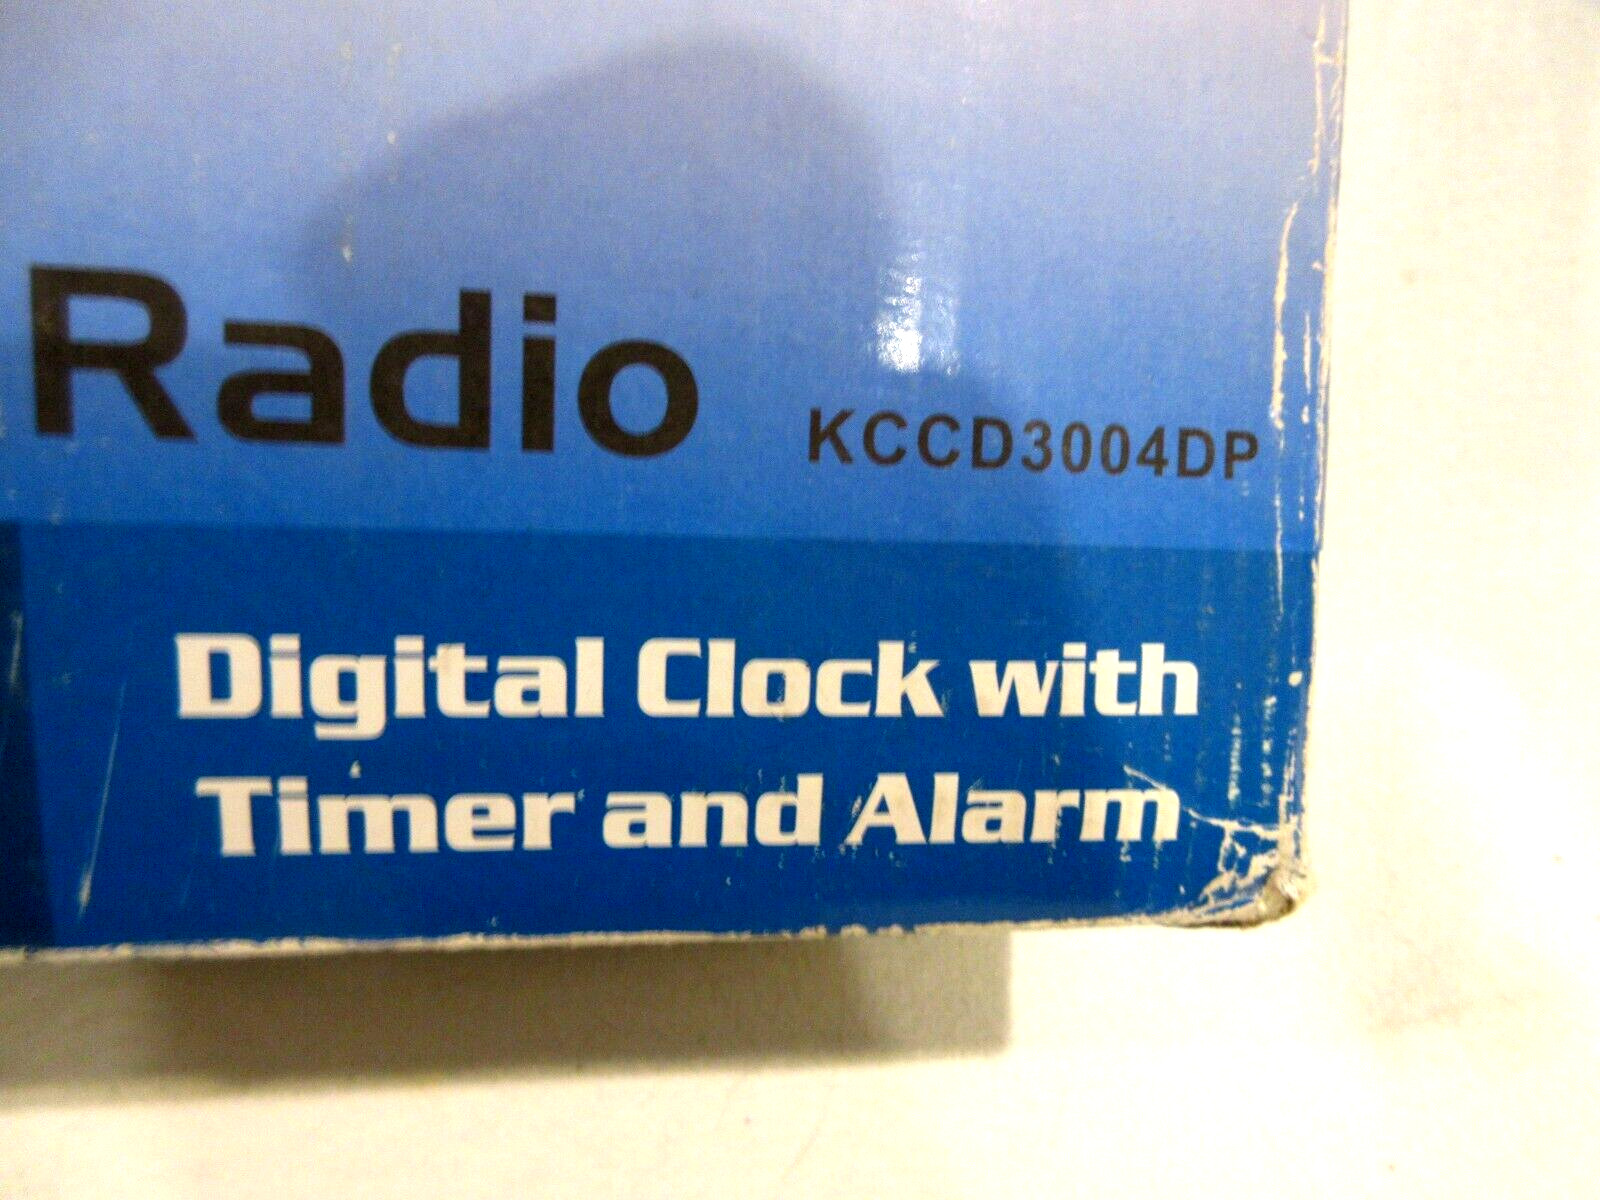 Radio KCCD3004DP
Digital Clock with
Timer and Alarm